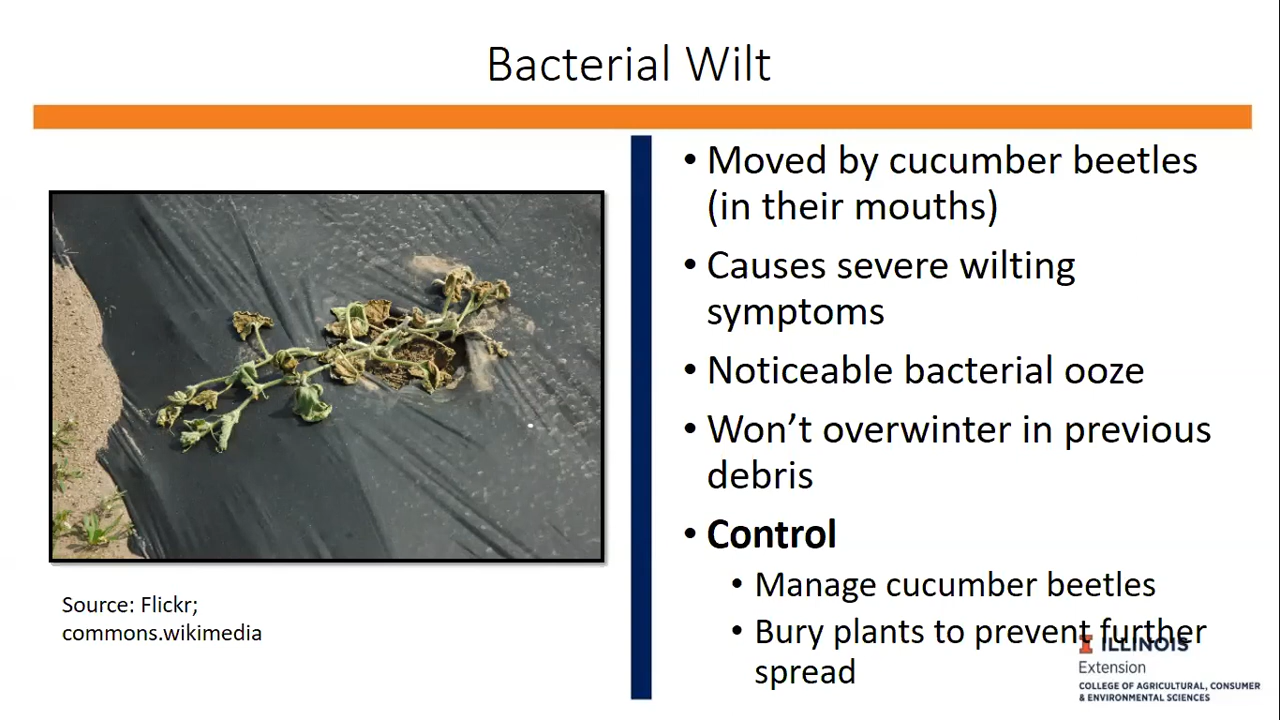 Bacterial Wilt
• Moved by cucumber beetles
(in their mouths)
• Causes severe wilting
symptoms
• Noticeable bacterial ooze
• Won’t overwinter in previous
debris
• Control
• Manage cucumber beetles
• Bury plants to prevent further
spread
Source: Flickr;
commons.wikimedia
I ILLINOIS
Extension
COLLEGE OF AGRICULTURAL, CONSUMER
& ENVIRONMENTAL SCIENCES